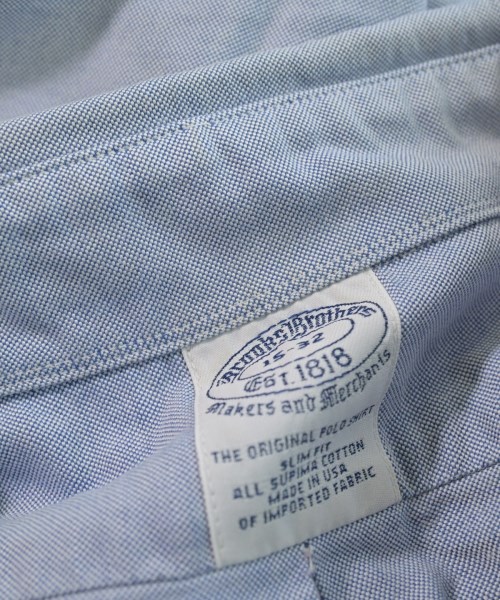 Brooks Brothers
15-32
Est. 1818
Makers and Merchants
THE ORIGINAL POLO SHIRT
SLIM FIT
ALL SUPIMA COTTON
MADE IN USA
OF IMPORTED FABRIC